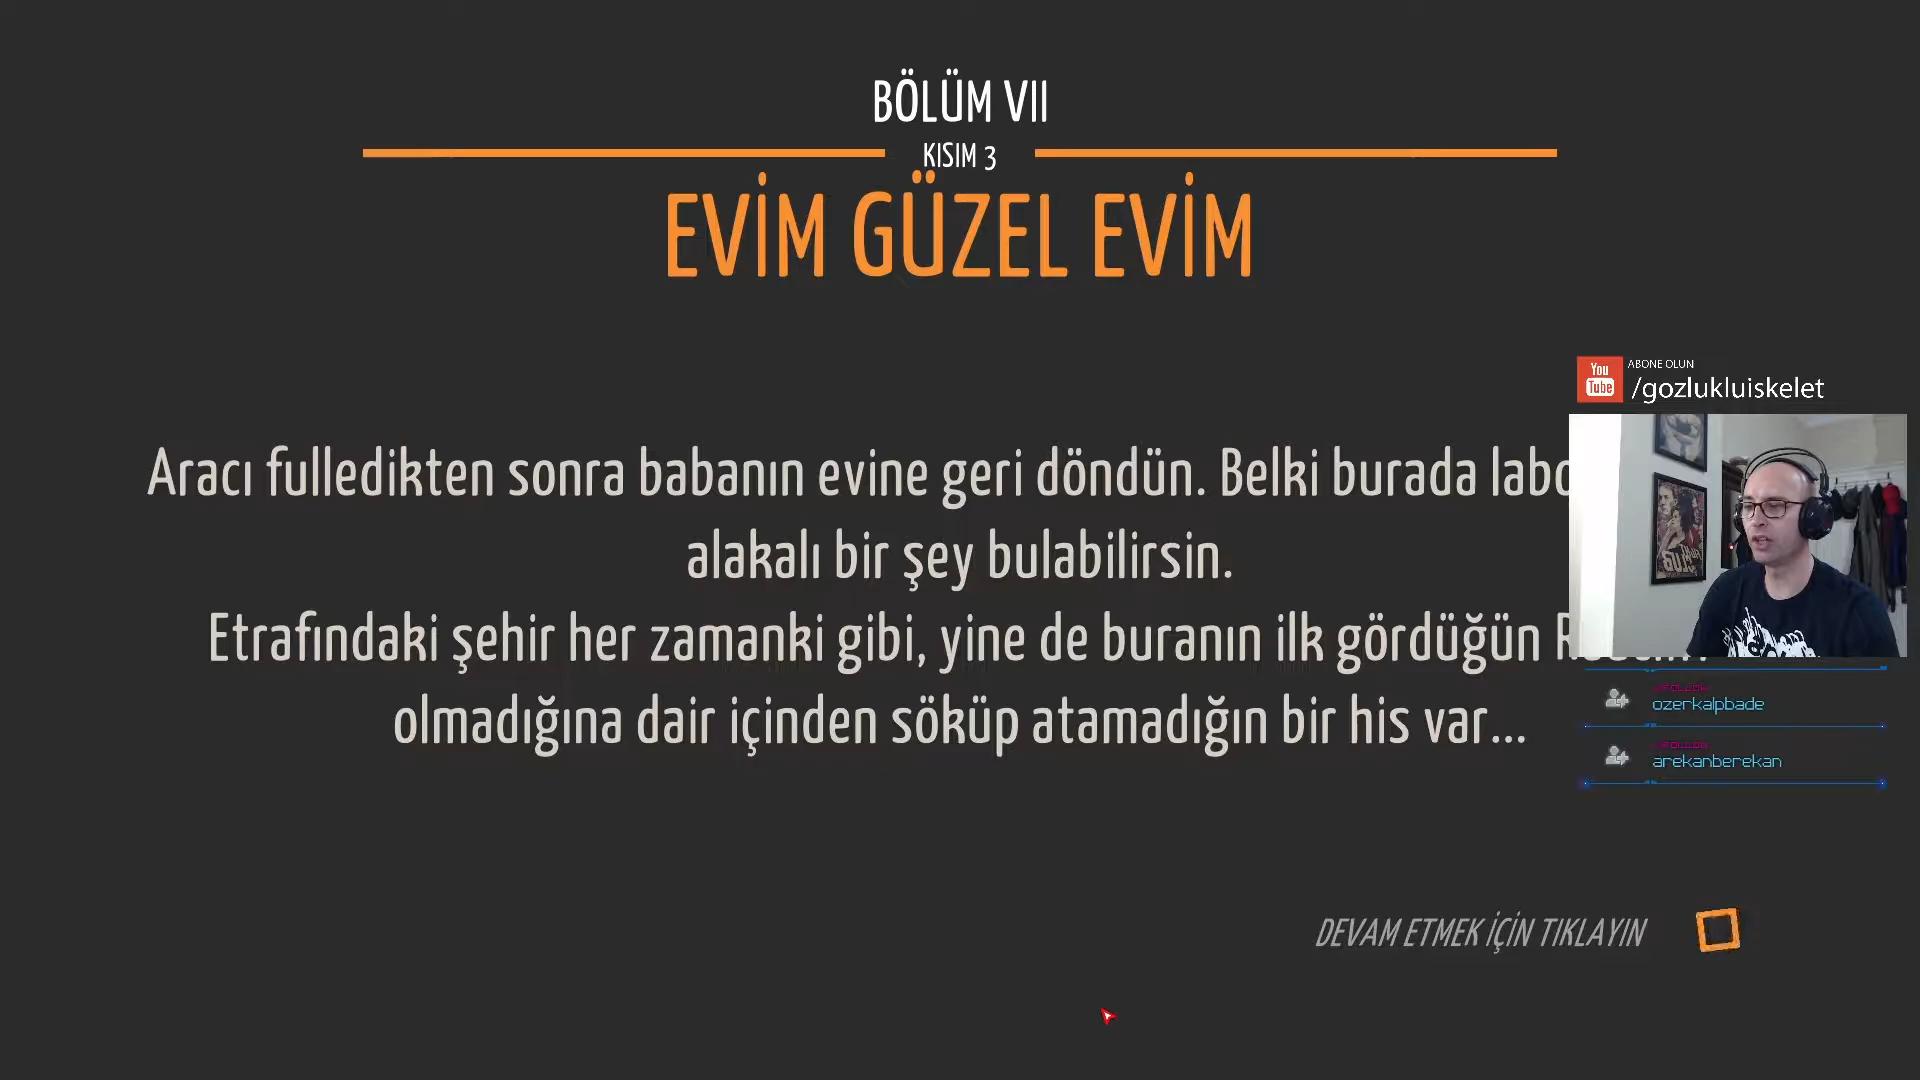 BÖLÜM VII
KISIM 3
EVİM GÜZEL EVİM
ABONE OLUN
You
Tube
/gozlukluiskelet
Aracı fulledikten sonra babanın evine geri döndün. Belki burada
alakalı bir şey bulabilirsin.
Etrafındaki şehir her zamanki gibi, yine de buranın ilk gördüğün
olmadığına dair içinden söküp atamadığın bir his var...
ozerkalpbade
arekanberekan
DEVAM ETMEK İÇİN TIKLAYIN